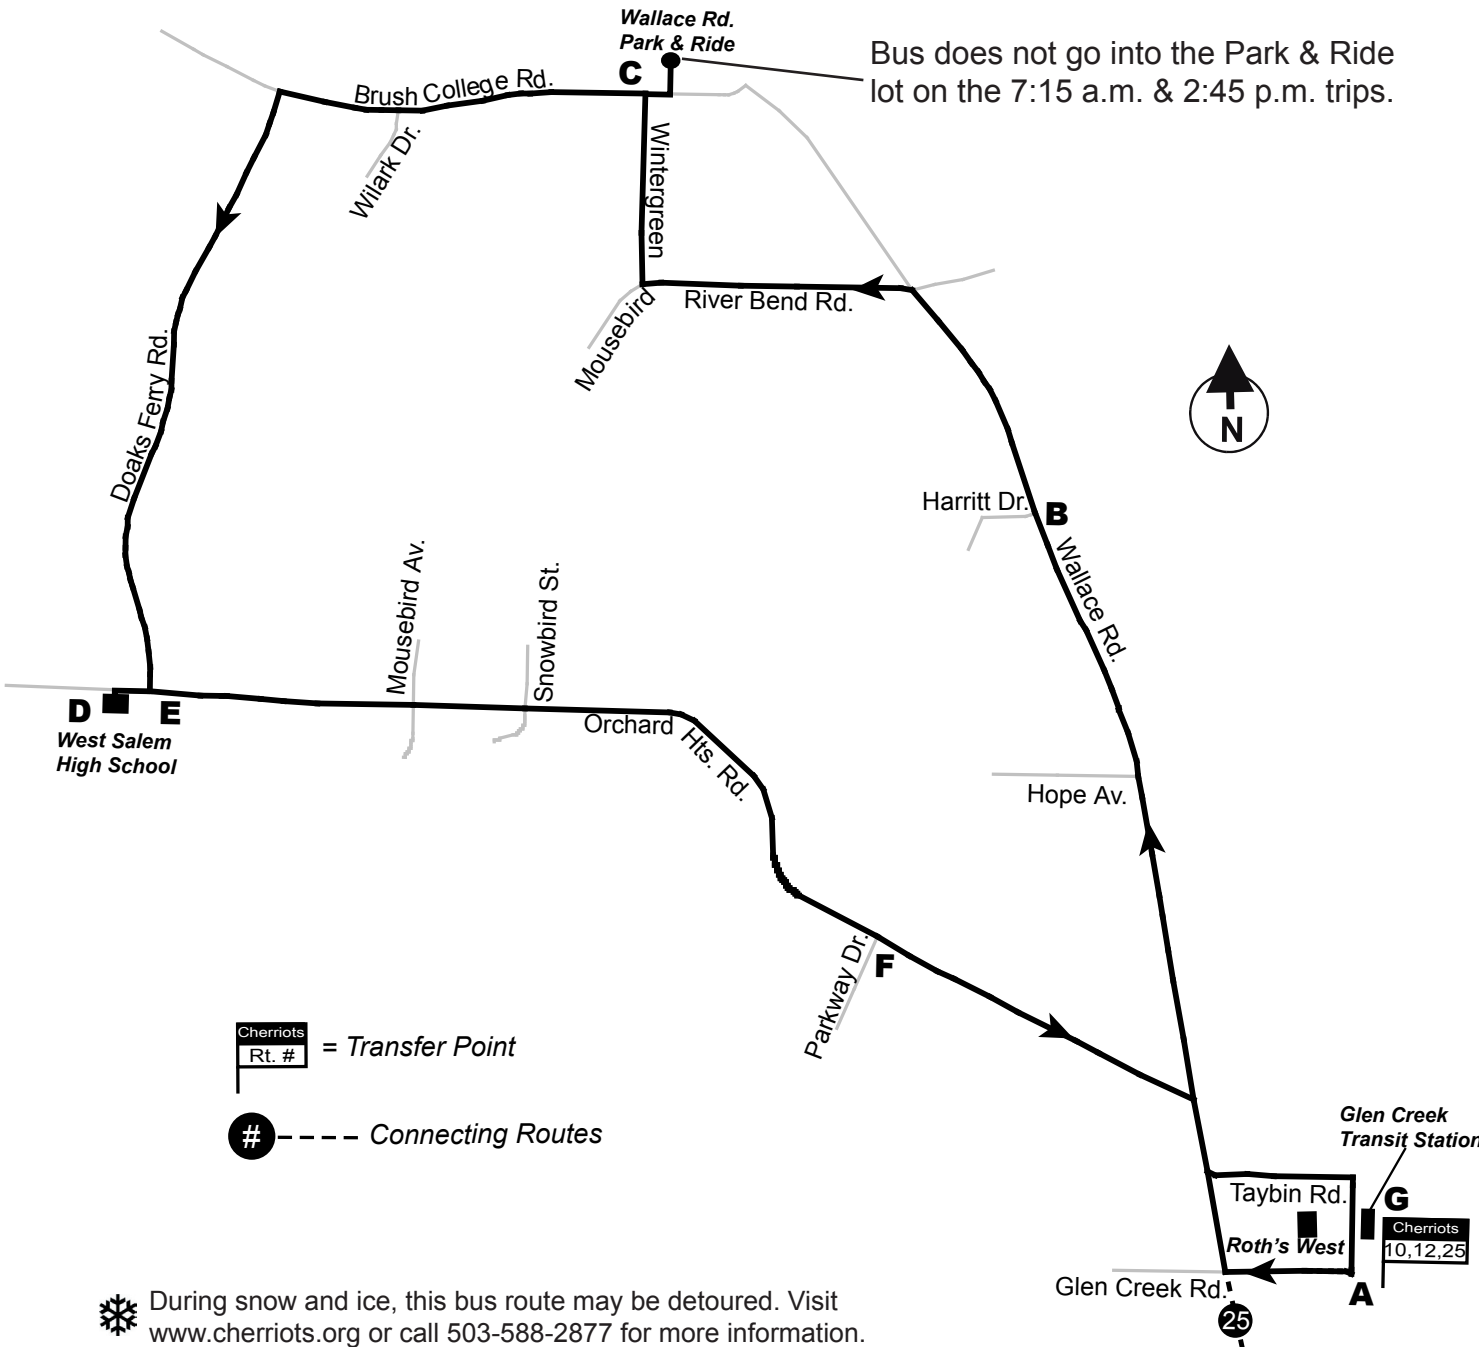 Wallace Rd.
Park & Ride
C
Bus does not go into the Park & Ride
lot on the 7:15 a.m. & 2:45 p.m. trips.
Brush College Rd.
Wilark Dr.
Wintergreen
River Bend Rd.
Mousebird
Doaks Ferry Rd.
N
Harritt Dr.
B
Wallace Rd.
Mousebird Av.
Snowbird St.
D
E
West Salem
High School
Orchard
Hts. Rd.
Hope Av.
Parkway Dr.
F
Cherriots
Rt. #
= Transfer Point
#
Connecting Routes
Glen Creek
Transit Station
Taybin Rd.
G
Roth's West
Cherriots
10,12,25
Glen Creek Rd.
A
25
During snow and ice, this bus route may be detoured. Visit
www.cherriots.org or call 503-588-2877 for more information.